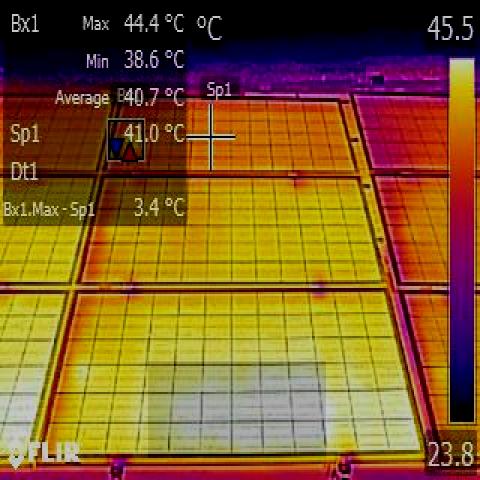 Bx1 Max 44.4 °C °C 45.5
Min 38.6 °C
Average 40.7 °C Sp1
Sp1 41.0 °C
Dt1
Bx1.Max - Sp1 3.4 °C
FLIR 23.8